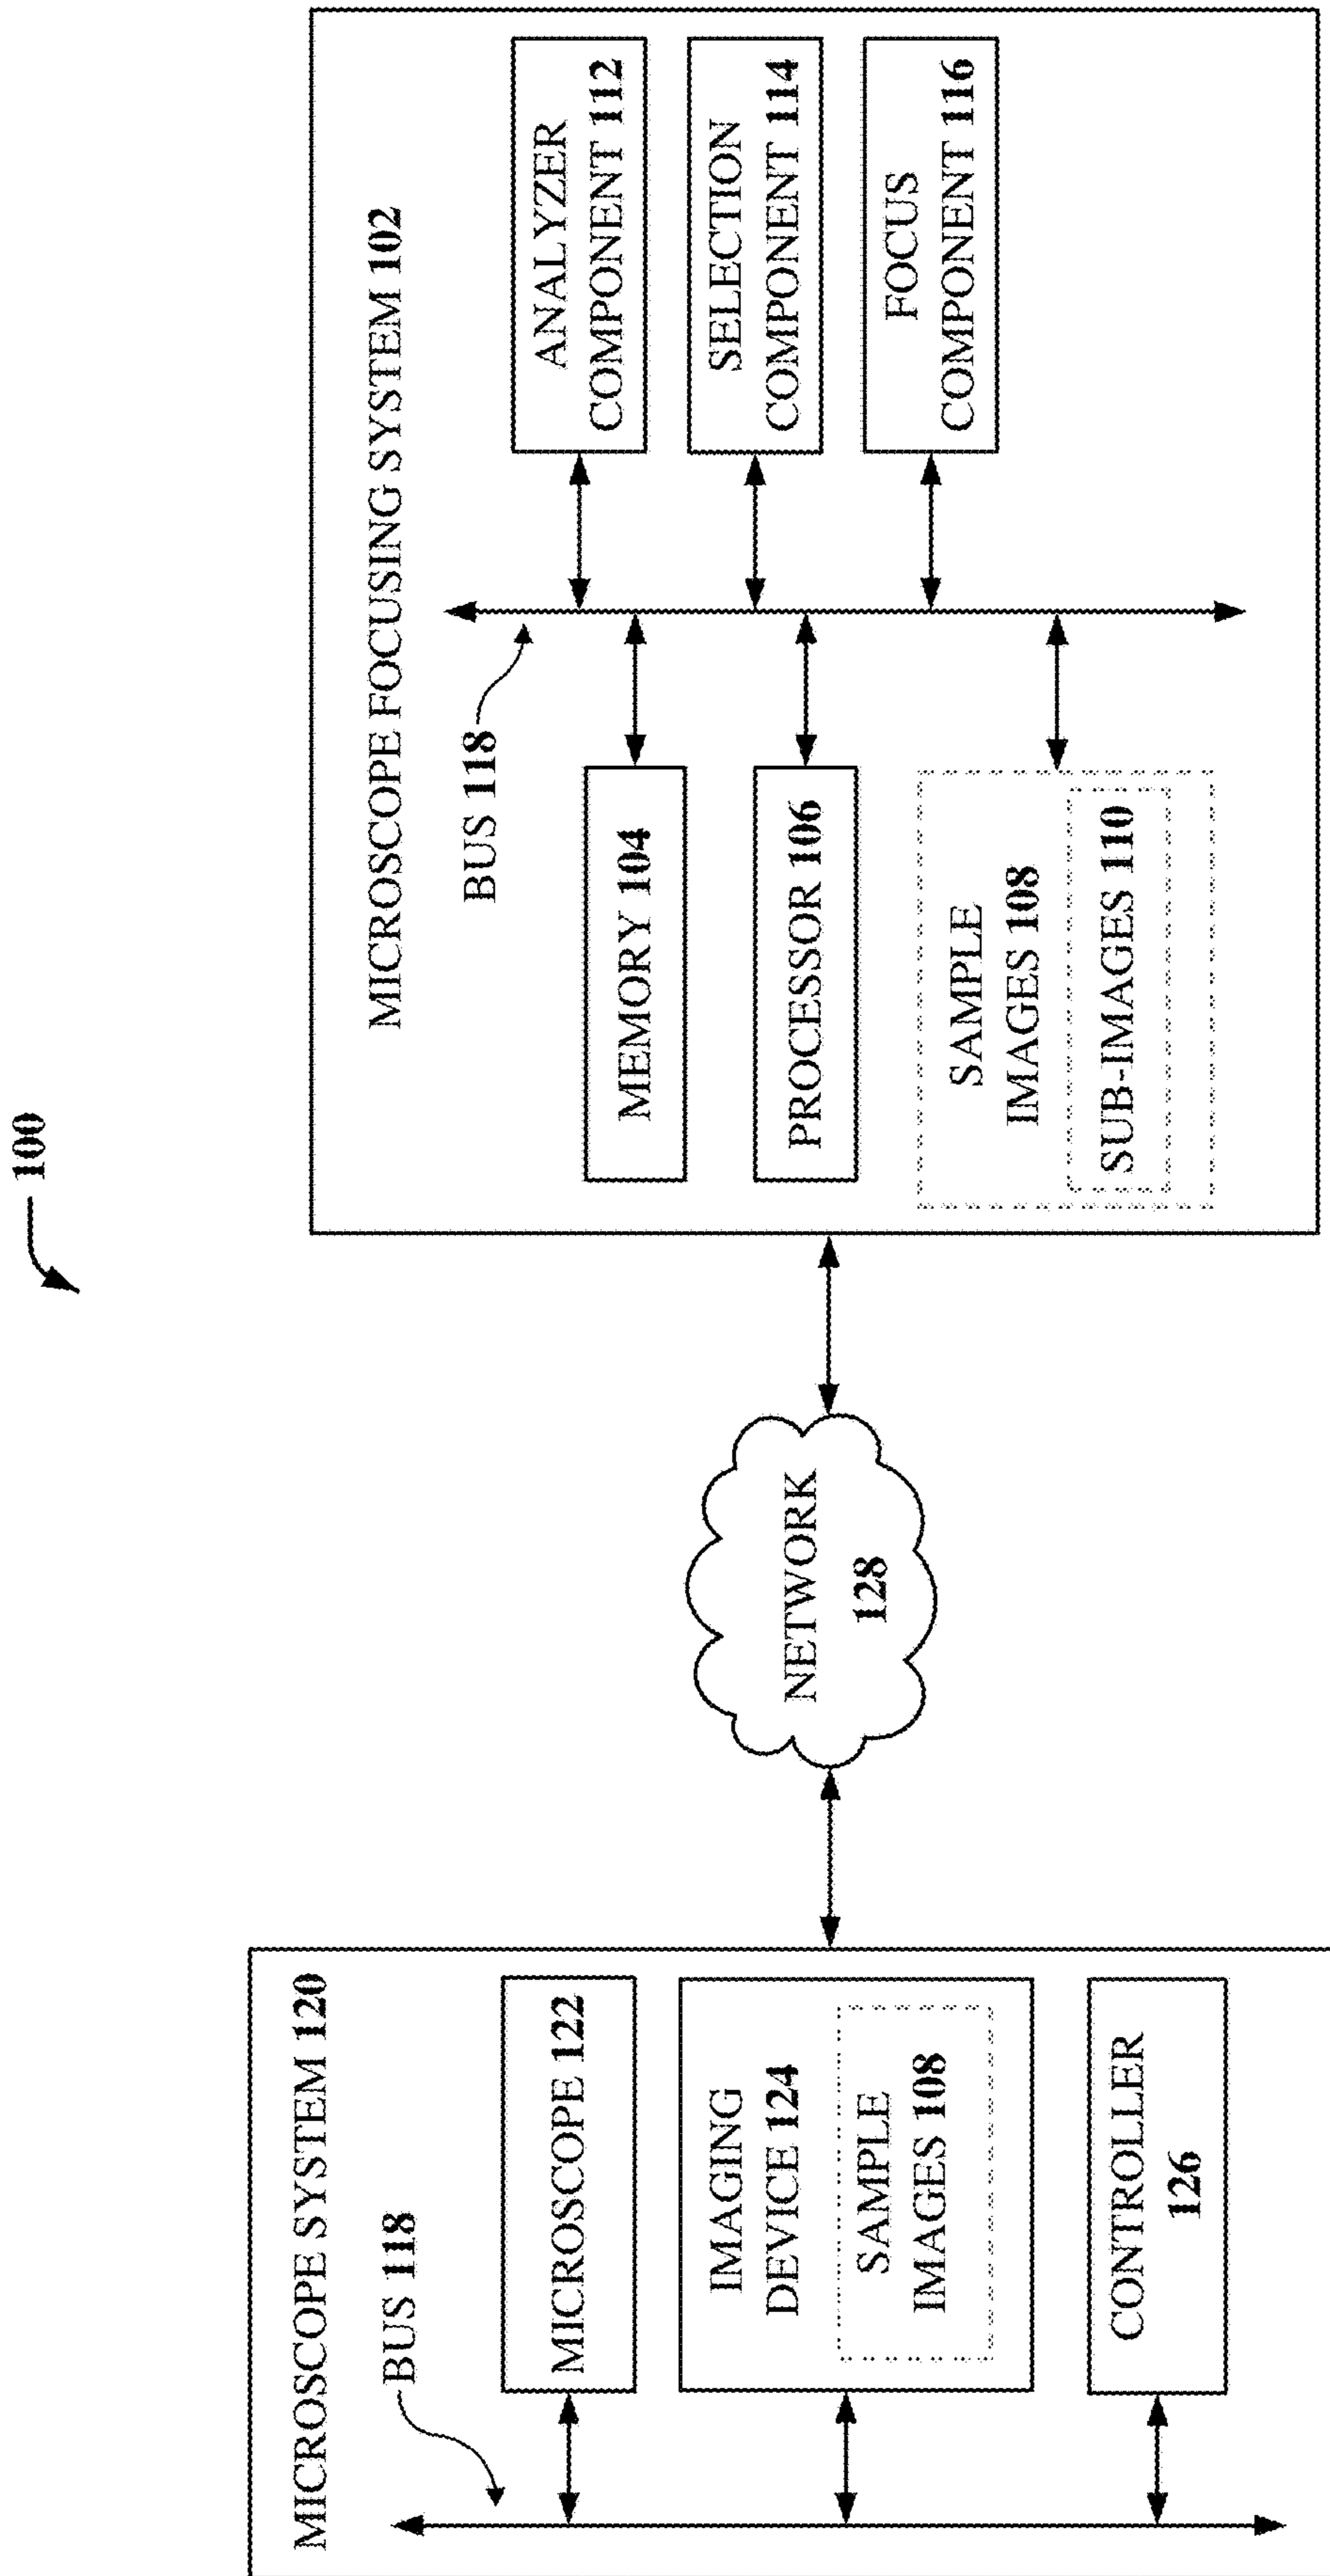 100
MICROSCOPE SYSTEM 120
BUS 118
MICROSCOPE 122
IMAGING
DEVICE 124
SAMPLE
IMAGES 108
CONTROLLER
126
NETWORK
128
MICROSCOPE FOCUSING SYSTEM 102
BUS 118
MEMORY 104
PROCESSOR 106
SAMPLE
IMAGES 108
SUB-IMAGES 110
ANALYZER
COMPONENT 112
SELECTION
COMPONENT 114
FOCUS
COMPONENT 116